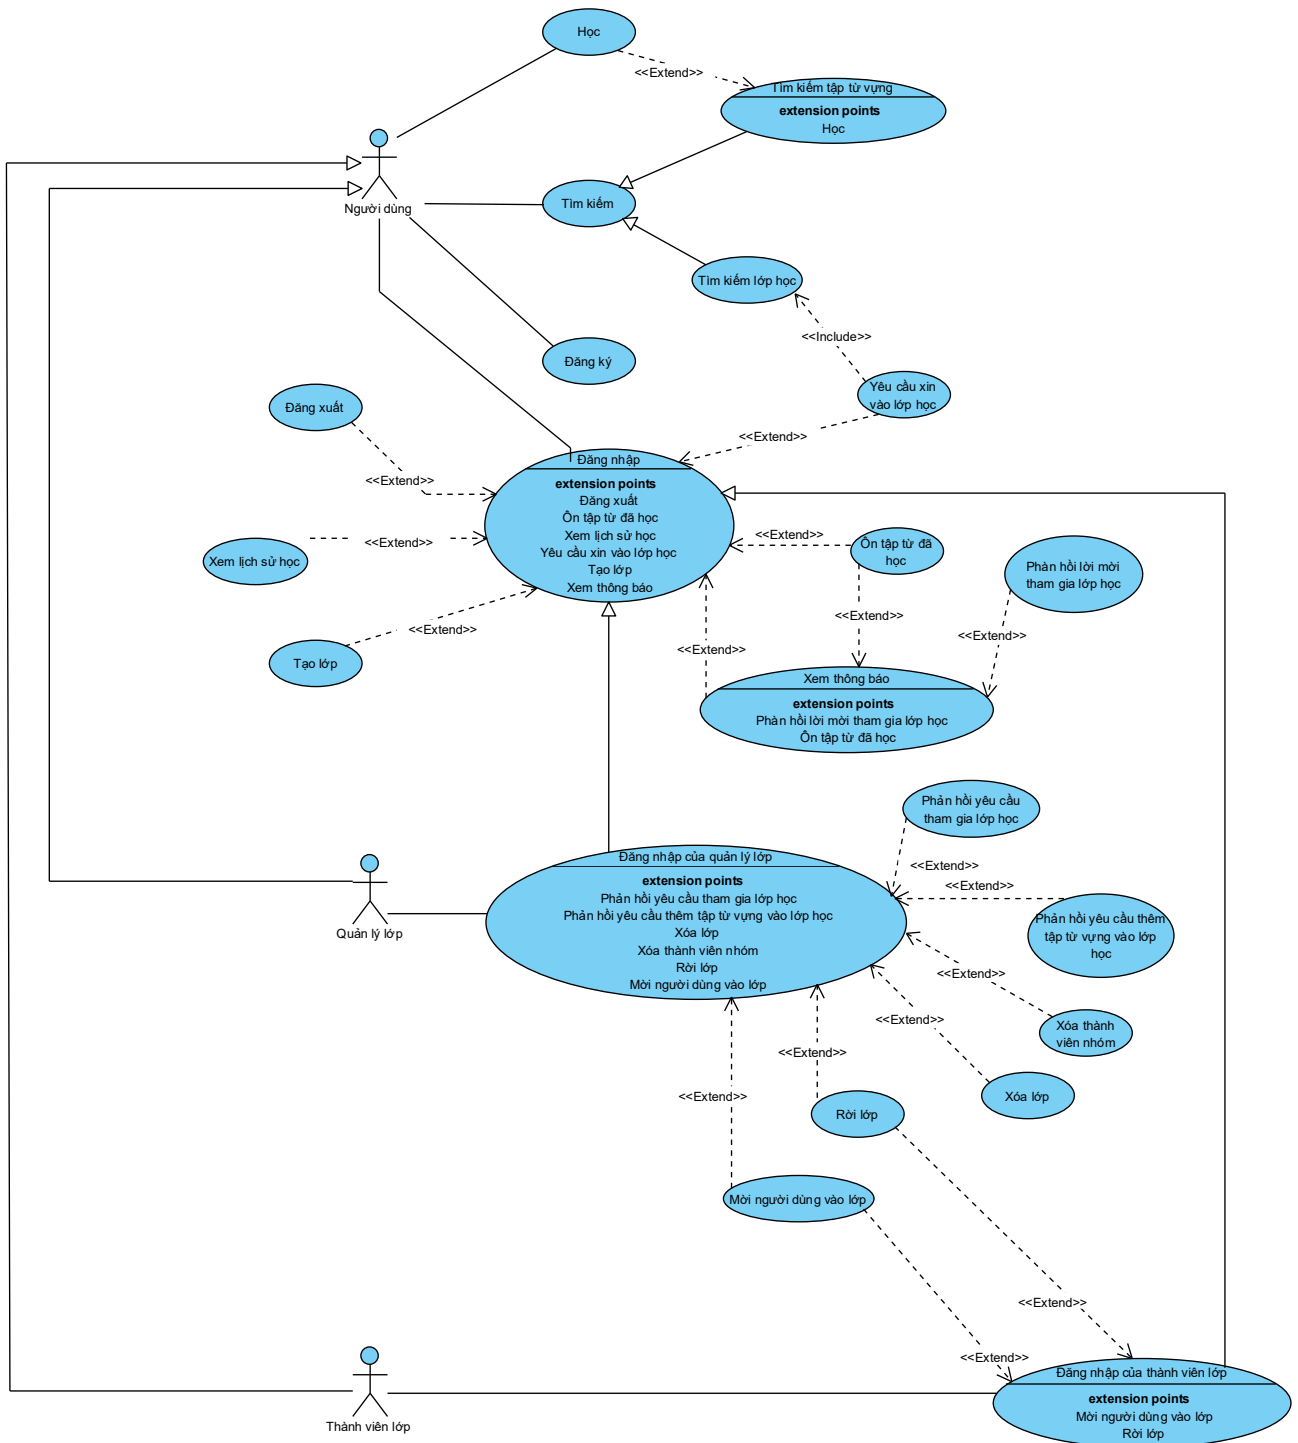 Học
<<Extend>>
Tìm kiếm tập từ vựng
extension points
Học
Người dùng
Tìm kiếm
Tìm kiếm lớp học
<<Include>>
Đăng ký
Yêu cầu xin
vào lớp học
Đăng xuất
<<Extend>>
<<Extend>>
Đăng nhập
extension points
Đăng xuất
Ôn tập từ đã học
Xem lịch sử học
Yêu cầu xin vào lớp học
Tạo lớp
Xem thông báo
<<Extend>>
Xem lịch sử học
<<Extend>>
Ôn tập từ đã
học
Phản hồi lời mời
tham gia lớp học
<<Extend>>
Tạo lớp
<<Extend>>
<<Extend>>
<<Extend>>
<<Extend>>
Xem thông báo
extension points
Phàn hồi lời mời tham gia lớp học
Ôn tập từ đã học
Phản hồi yêu cầu
tham gia lớp học
<<Extend>>
<<Extend>>
Quản lý lớp
Đăng nhập của quản lý lớp
extension points
Phản hồi yêu cầu tham gia lớp học
Phản hồi yêu cầu thêm tập từ vựng vào lớp học
Xóa lớp
Xóa thành viên nhóm
Rời lớp
Mời người dùng vào lớp
Phản hồi yêu cầu thêm
tập từ vựng vào lớp
học
<<Extend>>
<<Extend>>
Xóa thành
viên nhóm
<<Extend>>
<<Extend>>
Xóa lớp
Rời lớp
Mời người dùng vào lớp
<<Extend>>
<<Extend>>
Thành viên lớp
Đăng nhập của thành viên lớp
extension points
Mời người dùng vào lớp
Rời lớp